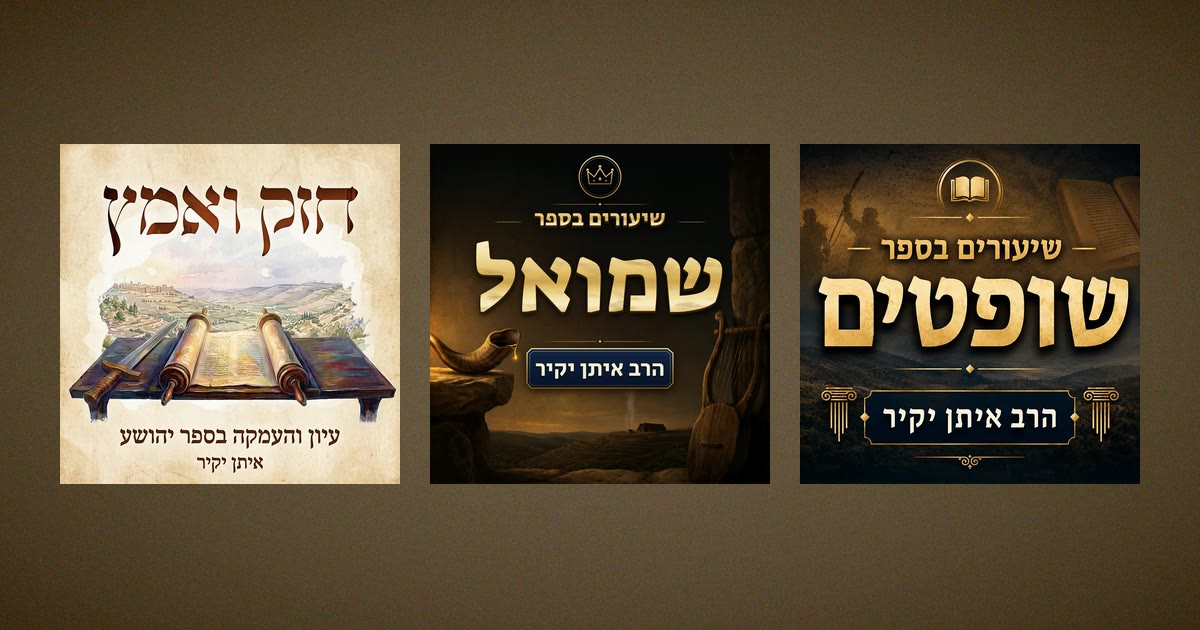 חזק ואמץ
עיון והעמקה בספר יהושע
איתן יקיר
שיעורים בספר
שמואל
הרב איתן יקיר
שיעורים בספר
שופטים
הרב איתן יקיר